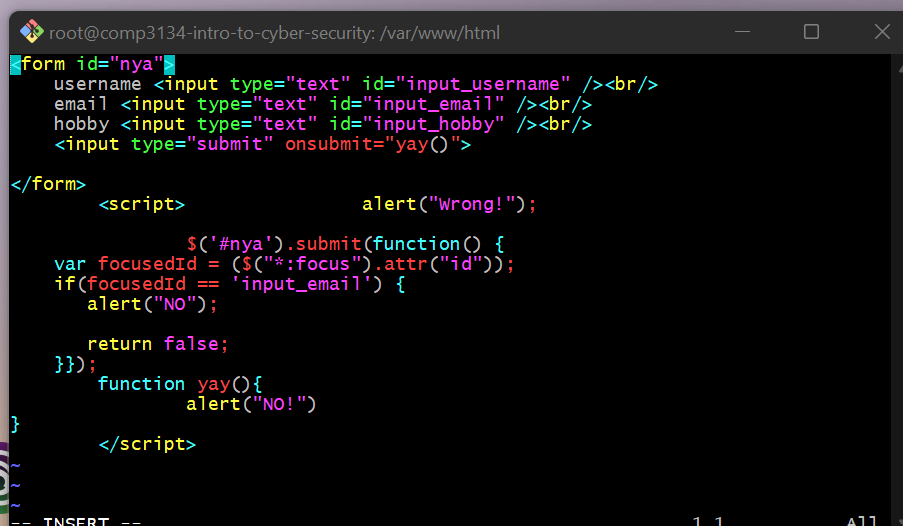 root@comp3134-intro-to-cyber-security: /var/www/html
<form id="nya">
    username <input type="text" id="input_username" /><br/>
    email <input type="text" id="input_email" /><br/>
    hobby <input type="text" id="input_hobby" /><br/>
    <input type="submit" onsubmit="yay()">
</form>
        <script>                alert("Wrong!");
                $('#nya').submit(function() {
    var focusedId = ($("*:focus").attr("id"));
    if(focusedId == 'input_email') {
       alert("NO");
       return false;
    }});
        function yay(){
                alert("NO!")
}
        </script>
~
~
~
-- INSERT -- 1,1 All